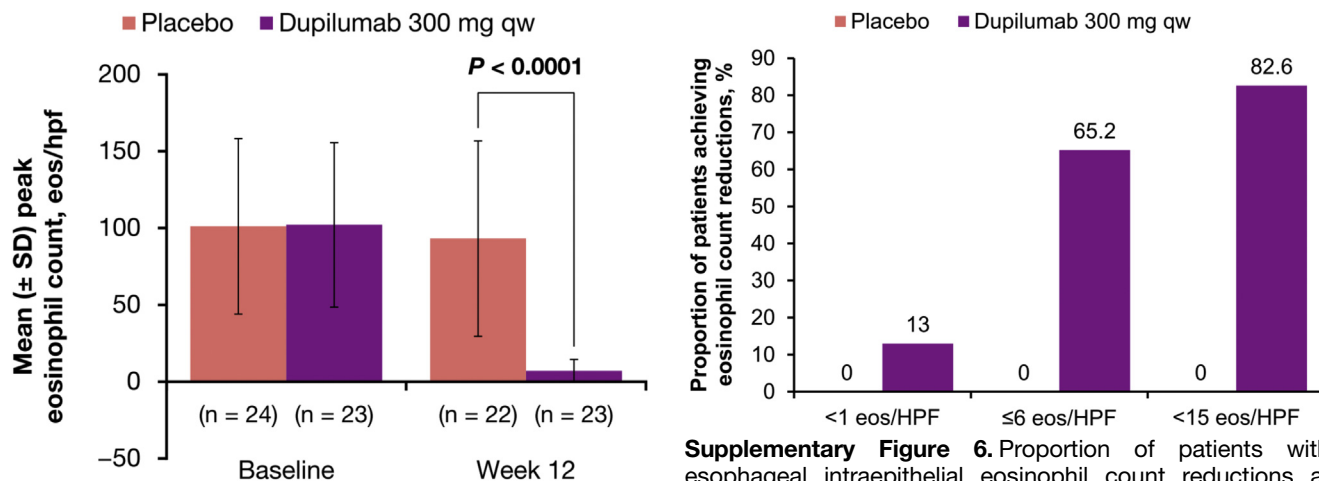 Placebo Dupilumab 300 mg qw
P < 0.0001
Mean (± SD) peak
eosinophil count, eos/hpf
200
150
100
50
0
−50
(n = 24) (n = 23) (n = 22) (n = 23)
Baseline Week 12
Placebo Dupilumab 300 mg qw
Proportion of patients achieving
eosinophil count reductions, %
90
80
70
60
50
40
30
20
10
0
0 13 0 65.2 0 82.6
<1 eos/HPF ≤6 eos/HPF <15 eos/HPF
Supplementary Figure 6. Proportion of patients with
esophageal intraepithelial eosinophil count reductions a